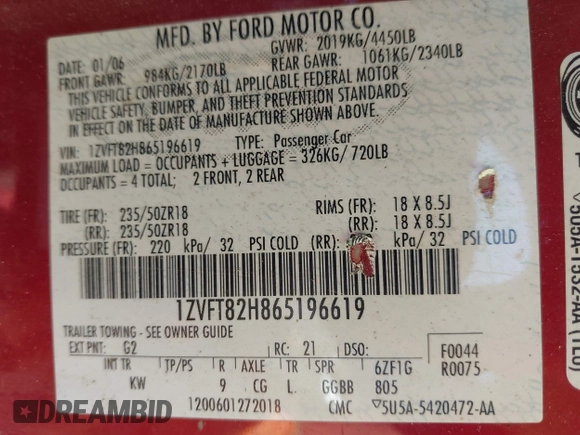 MFD. BY FORD MOTOR CO.
DATE: 01/06 GVWR: 2019KG/4450LB
FRONT GAWR: 984KG/2170LB REAR GAWR: 1061KG/2340LB
THIS VEHICLE CONFORMS TO ALL APPLICABLE FEDERAL MOTOR
VEHICLE SAFETY, BUMPER, AND THEFT PREVENTION STANDARDS
IN EFFECT ON THE DATE OF MANUFACTURE SHOWN ABOVE.
VIN: 1ZVFT82H865196619 TYPE: Passenger Car
MAXIMUM LOAD = OCCUPANTS + LUGGAGE = 326KG/720LB
OCCUPANTS = 4 TOTAL; 2 FRONT, 2 REAR
TIRE (FR): 235/50ZR18 RIMS (FR): 18 X 8.5J
(RR): 235/50ZR18 (RR): 18 X 8.5J
PRESSURE (FR): 220 kPa/ 32 PSI COLD (RR): kPa/ 32 PSI COLD
1ZVFT82H865196619
TRAILER TOWING - SEE OWNER GUIDE
EXT PNT: G2 RC: 21 DSO: F0044
INT TR TP/PS R AXLE TR SPR 6ZF1G R0075
KW 9 CG L GGBB 805
1200601272018 CMC 5U5A-5420472-AA
DREAMBID